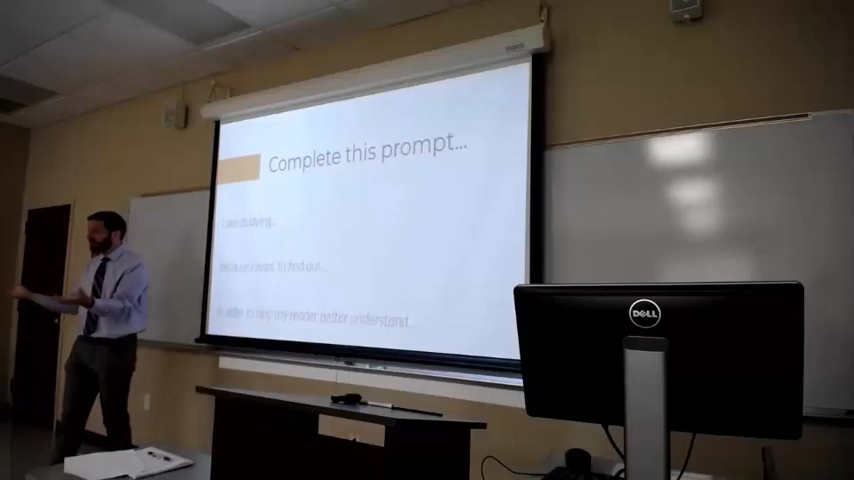 Complete this prompt...
I am studying...
because I want to find out...
in order to help my reader better understand...
DELL